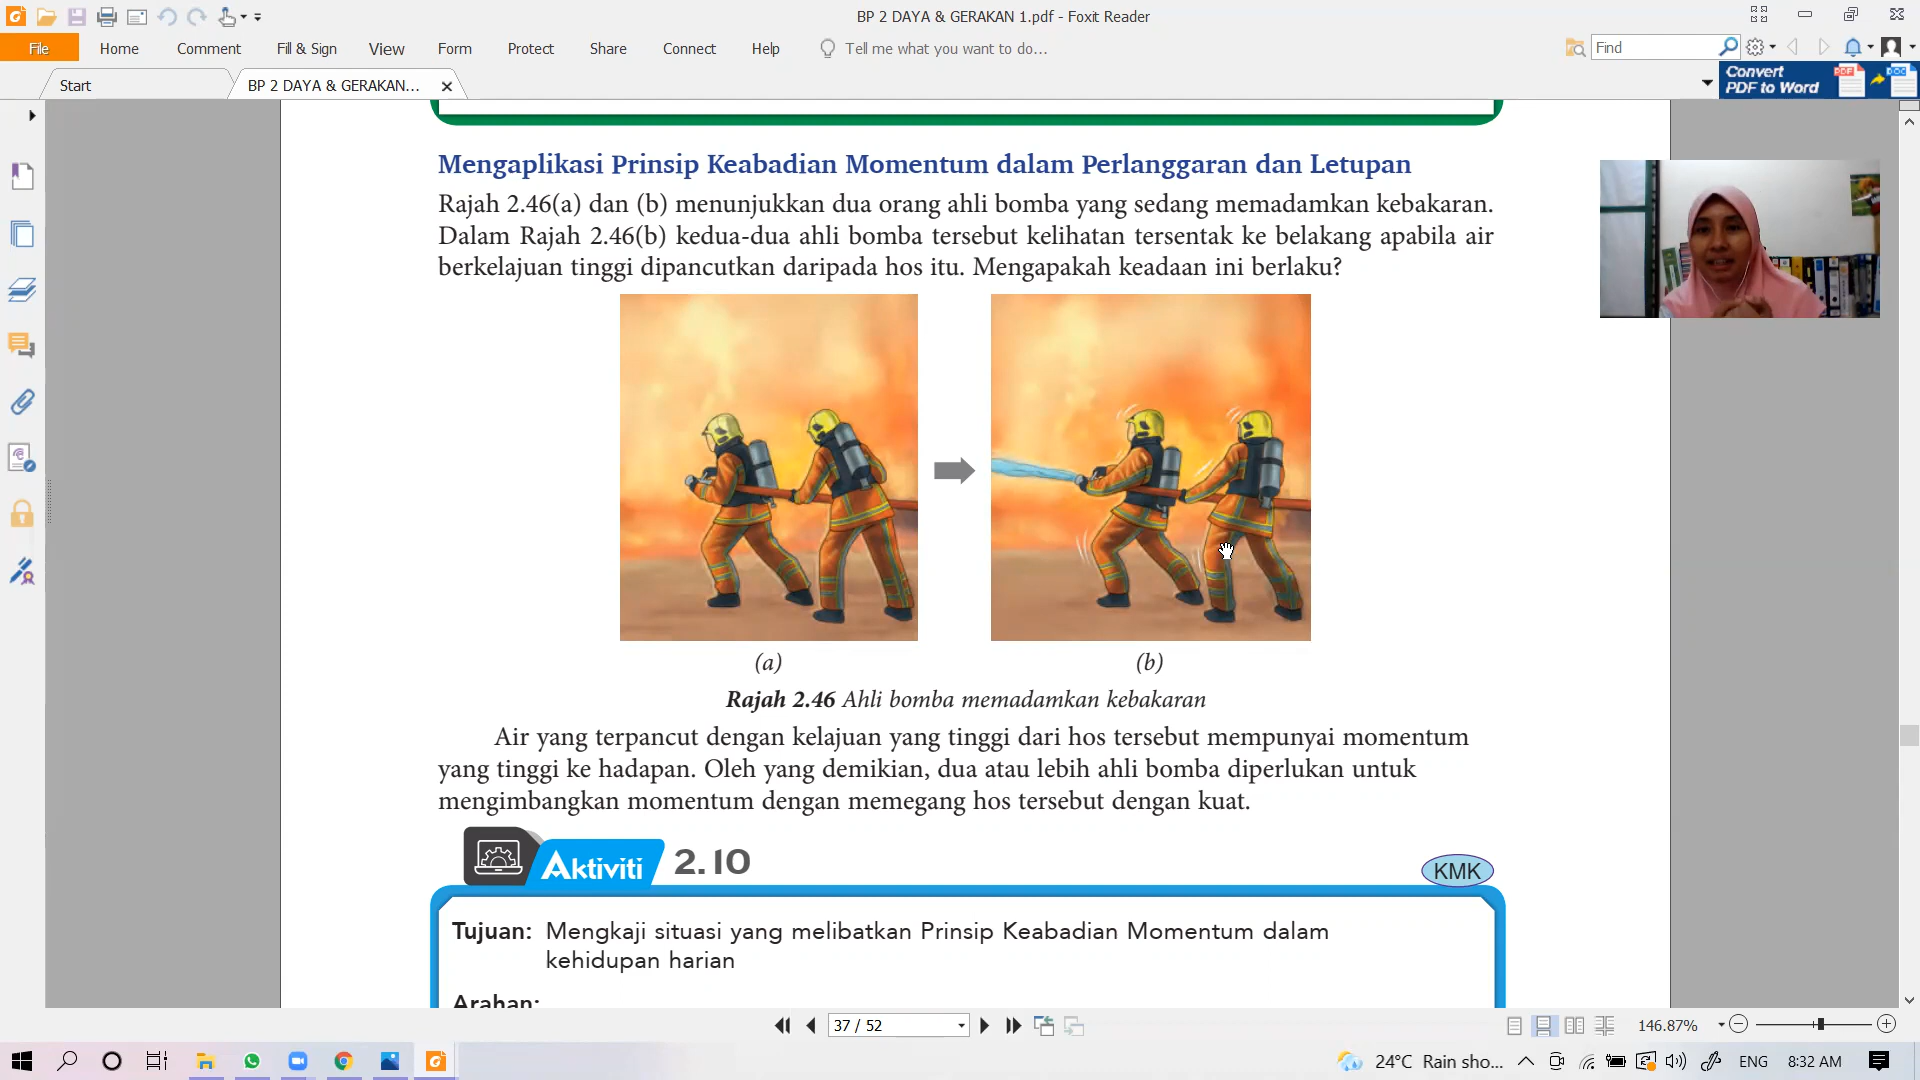 BP 2 DAYA & GERAKAN 1.pdf - Foxit Reader
File Home Comment Fill & Sign View Form Protect Share Connect Help Tell me what you want to do... Find
Start BP 2 DAYA & GERAKAN... Convert
PDF to Word
Mengaplikasi Prinsip Keabadian Momentum dalam Perlanggaran dan Letupan
Rajah 2.46(a) dan (b) menunjukkan dua orang ahli bomba yang sedang memadamkan kebakaran.
Dalam Rajah 2.46(b) kedua-dua ahli bomba tersebut kelihatan tersentak ke belakang apabila air
berkelajuan tinggi dipancutkan daripada hos itu. Mengapakah keadaan ini berlaku?
(a) (b)
Rajah 2.46 Ahli bomba memadamkan kebakaran
Air yang terpancut dengan kelajuan yang tinggi dari hos tersebut mempunyai momentum
yang tinggi ke hadapan. Oleh yang demikian, dua atau lebih ahli bomba diperlukan untuk
mengimbangkan momentum dengan memegang hos tersebut dengan kuat.
Aktiviti 2.10 KMK
Tujuan: Mengkaji situasi yang melibatkan Prinsip Keabadian Momentum dalam
kehidupan harian
Arahan:
37 / 52 146.87%
24°C Rain sho... ENG 8:32 AM